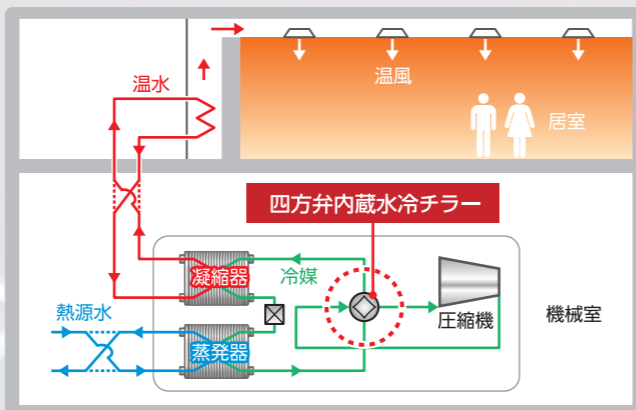 温水
温風
居室
四方弁内蔵水冷チラー
凝縮器
冷媒
熱源水
圧縮機
機械室
蒸発器